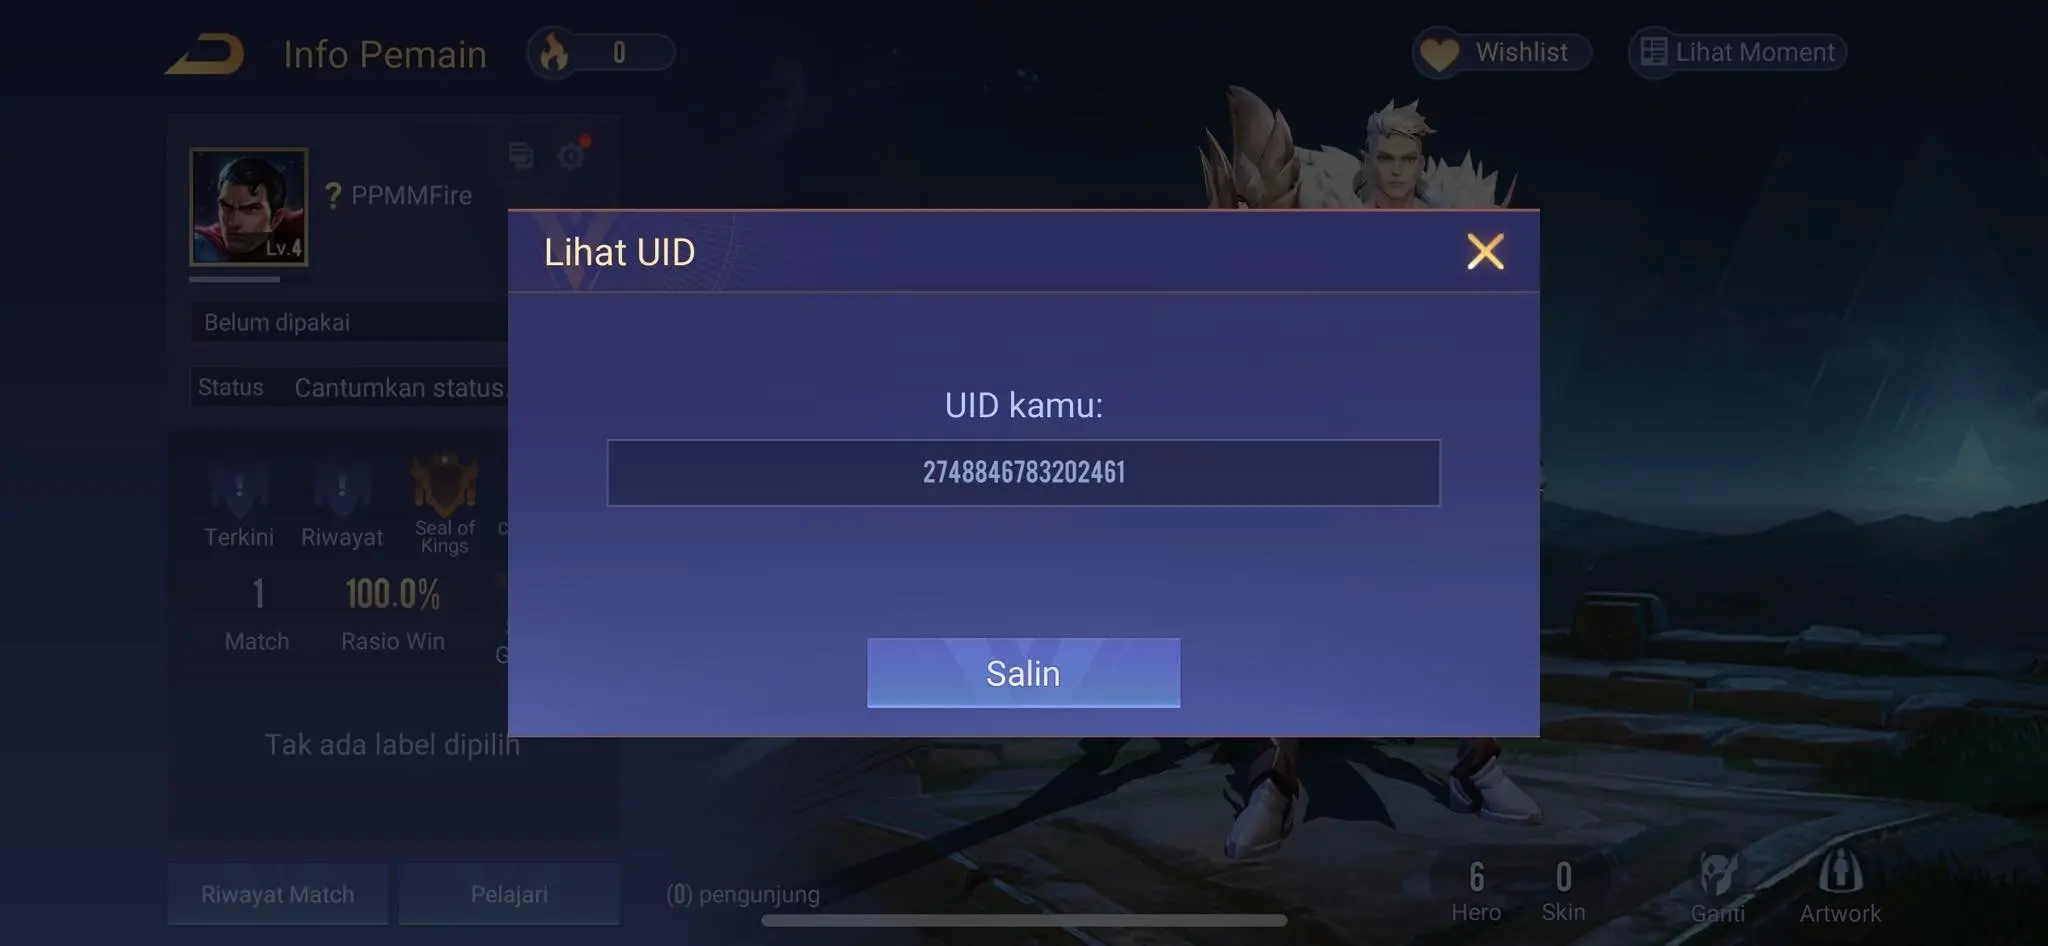 Info Pemain
0
Wishlist
Lihat Moment
Lv.4
? PPMMFire
Belum dipakai
Status Cantumkan status.
Lihat UID
UID kamu:
2748846783202461
Salin
Terkini
Riwayat
Seal of
Kings
1
Match
100.0%
Rasio Win
Tak ada label dipilih
Riwayat Match
Pelajari
(0) pengunjung
6
Hero
0
Skin
Ganti
Artwork